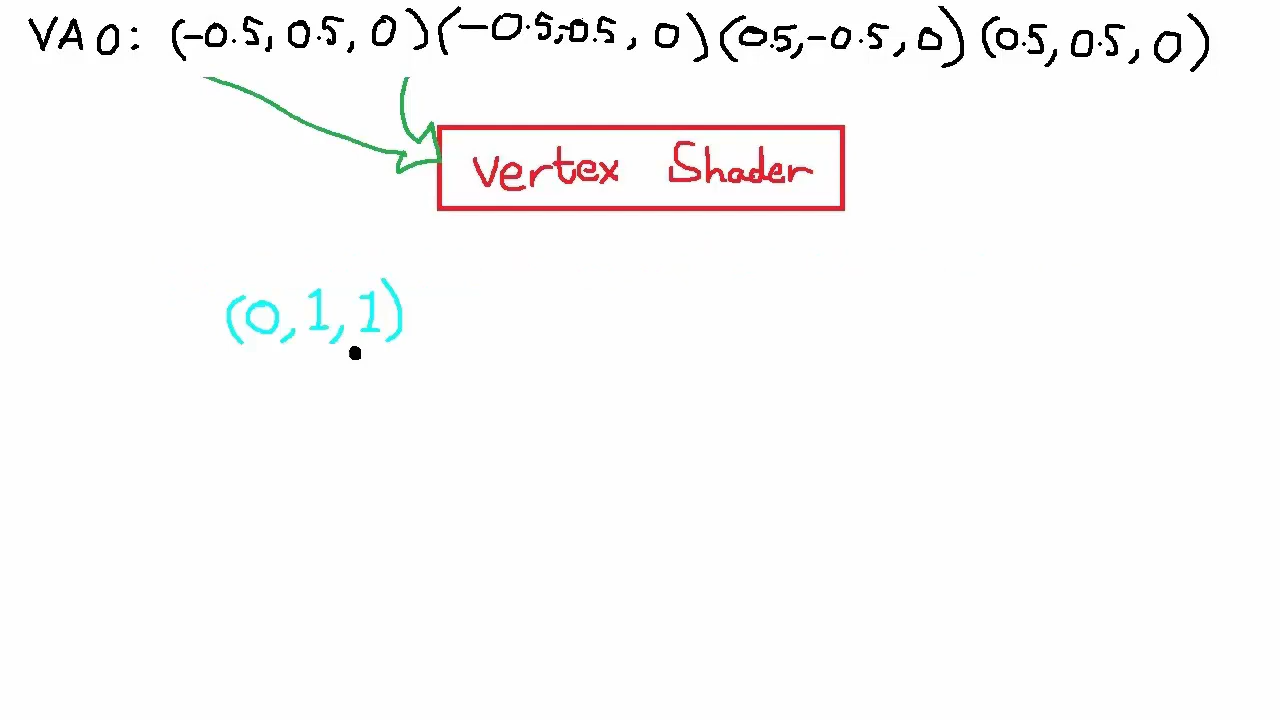 VAO: (-0.5, 0.5, 0) (-0.5,-0.5, 0) (0.5,-0.5, 0) (0.5, 0.5, 0)
Vertex Shader
(0, 1, 1)